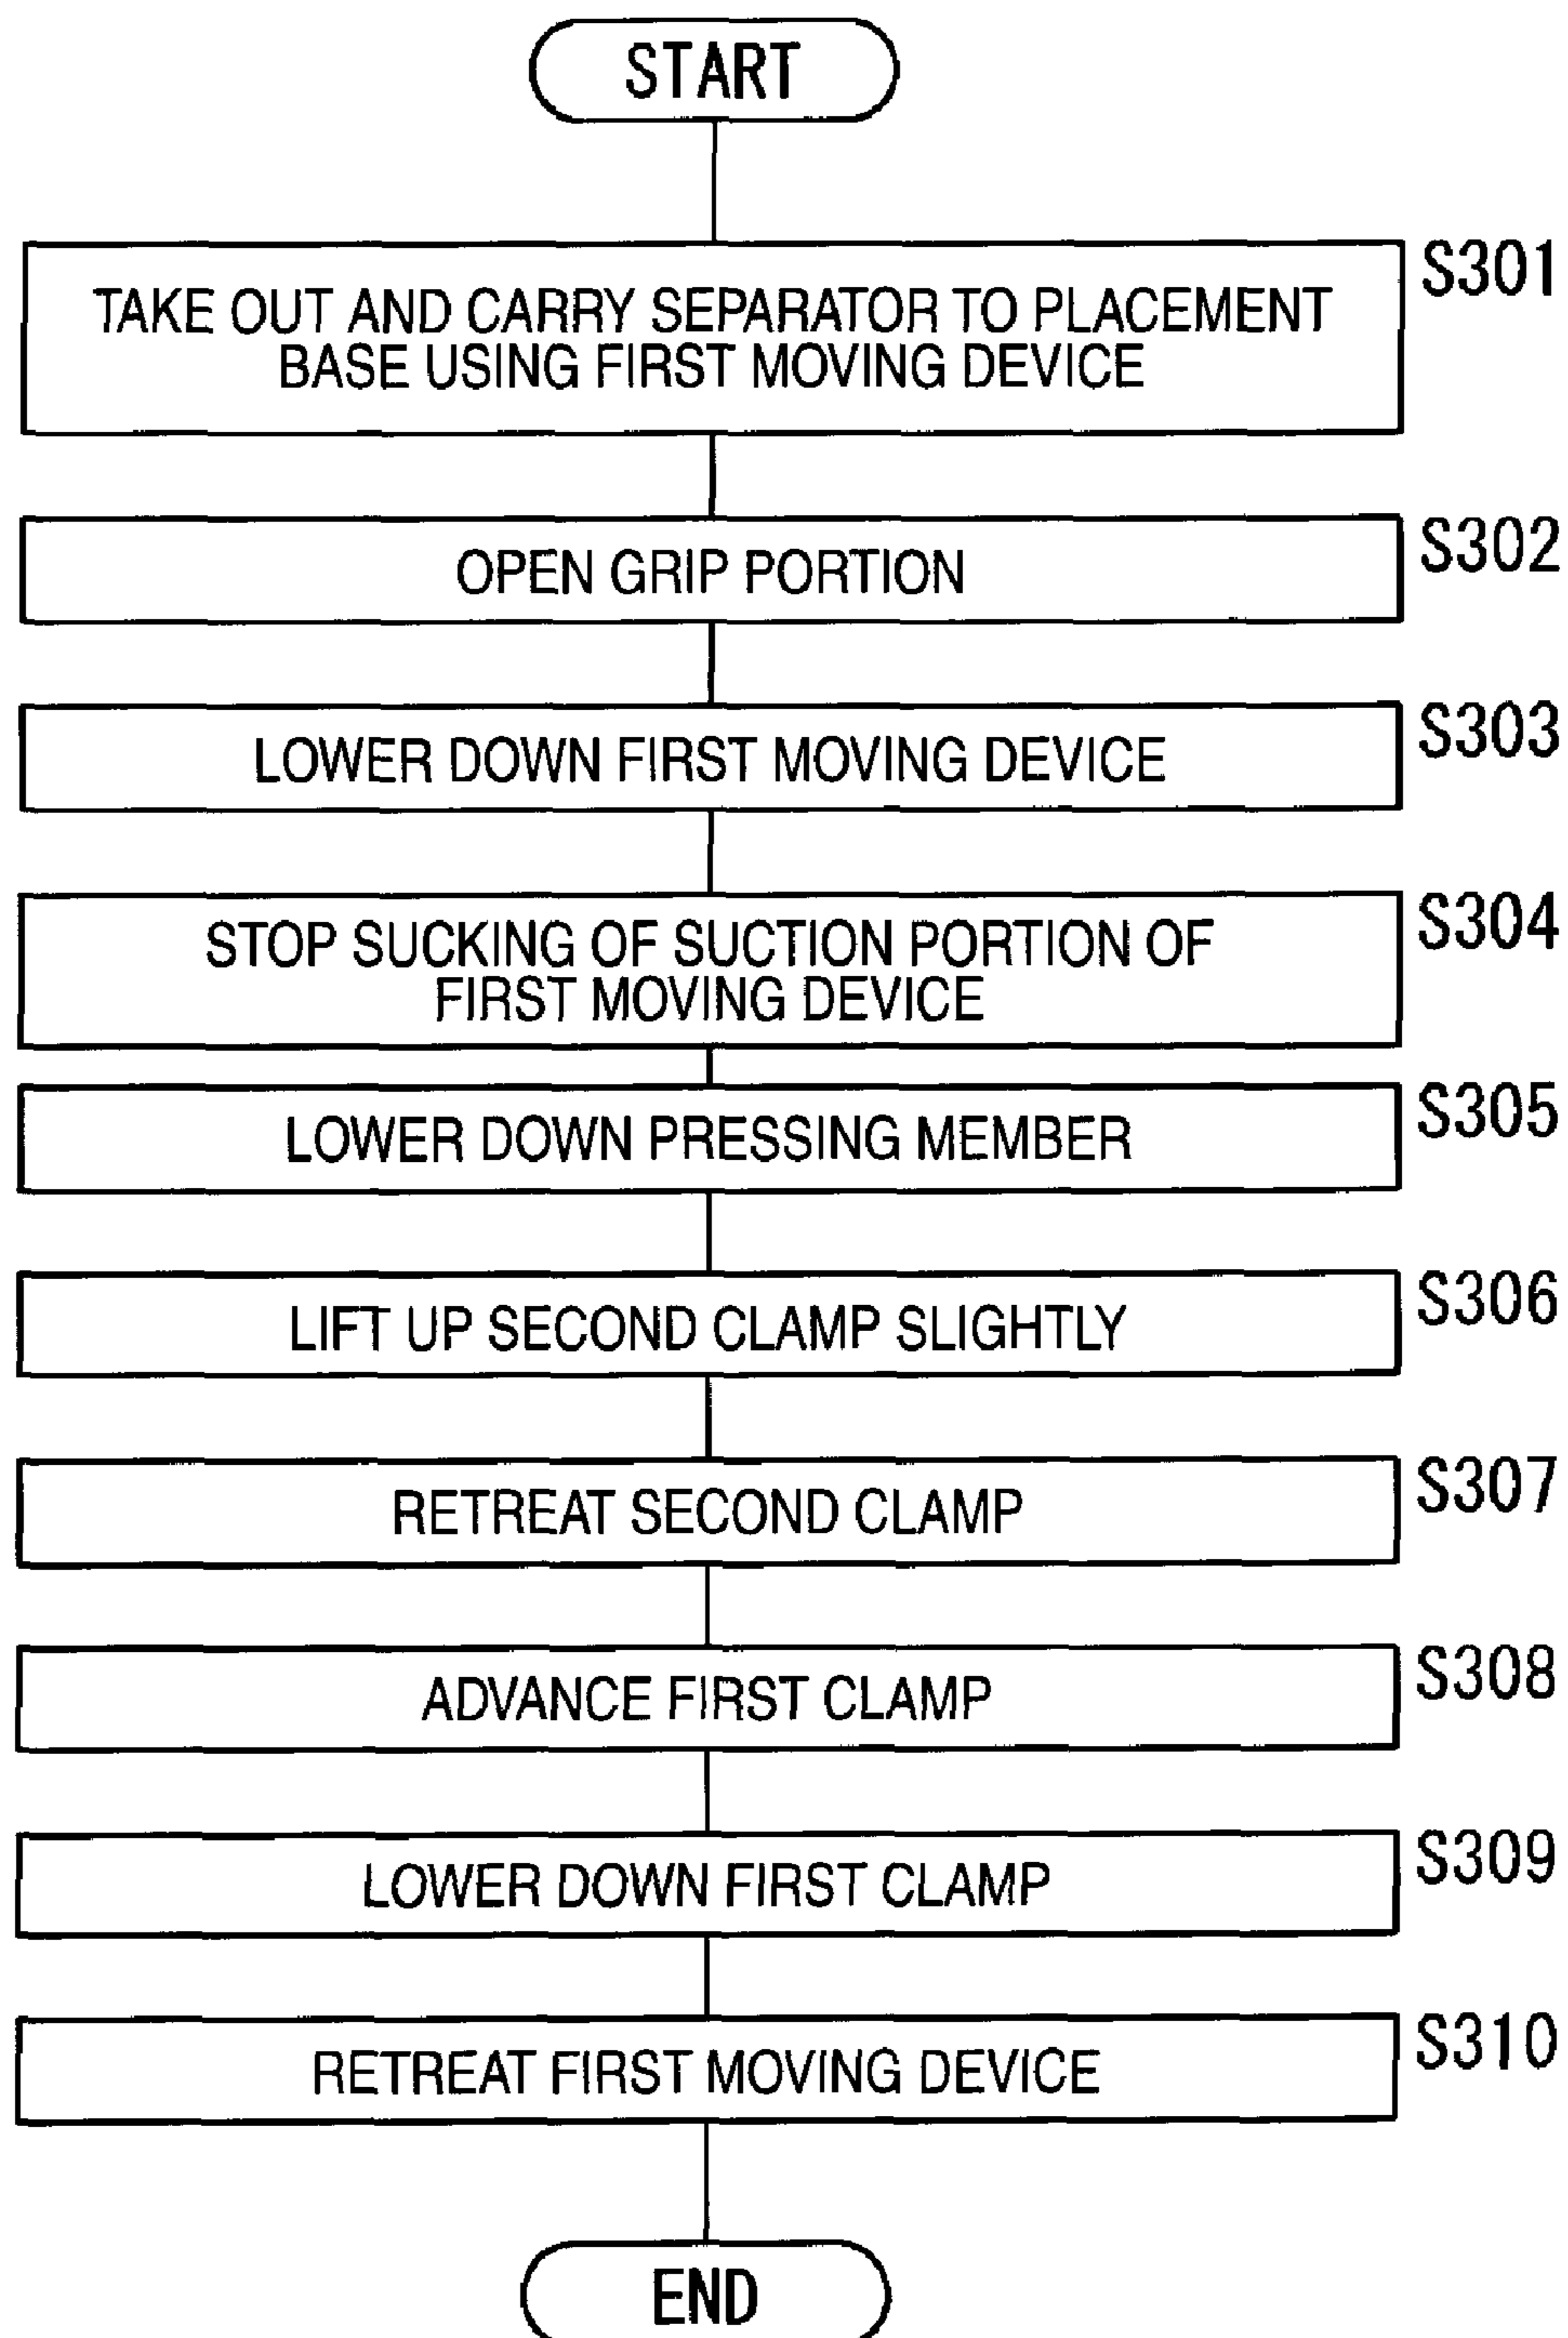 START
S301
TAKE OUT AND CARRY SEPARATOR TO PLACEMENT
BASE USING FIRST MOVING DEVICE
S302
OPEN GRIP PORTION
S303
LOWER DOWN FIRST MOVING DEVICE
S304
STOP SUCKING OF SUCTION PORTION OF
FIRST MOVING DEVICE
S305
LOWER DOWN PRESSING MEMBER
S306
LIFT UP SECOND CLAMP SLIGHTLY
S307
RETREAT SECOND CLAMP
S308
ADVANCE FIRST CLAMP
S309
LOWER DOWN FIRST CLAMP
S310
RETREAT FIRST MOVING DEVICE
END